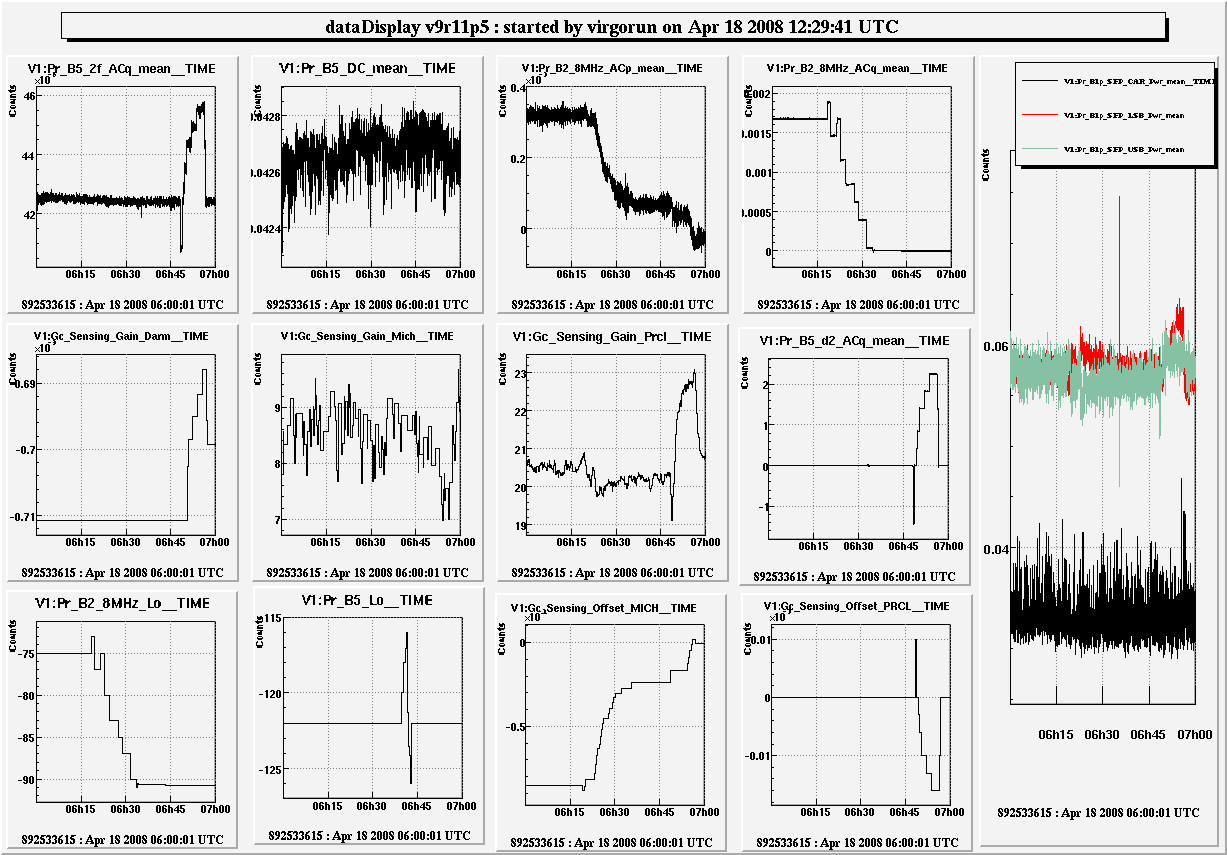 dataDisplay v9r11p5 : started by virgorun on Apr 18 2008 12:29:41 UTC
V1:Pr_B5_2f_ACq_mean__TIME
Counts
46
44
42
06h15 06h30 06h45 07h00
892533615 : Apr 18 2008 06:00:01 UTC
V1:Pr_B5_DC_mean__TIME
Counts
0.0428
0.0426
0.0424
06h15 06h30 06h45 07h00
892533615 : Apr 18 2008 06:00:01 UTC
V1:Pr_B2_8MHz_ACp_mean__TIME
Counts
0.4
0.2
0
06h15 06h30 06h45 07h00
892533615 : Apr 18 2008 06:00:01 UTC
V1:Pr_B2_8MHz_ACq_mean__TIME
Counts
0.002
0.0015
0.001
0.0005
0
06h15 06h30 06h45 07h00
892533615 : Apr 18 2008 06:00:01 UTC
V1:Pr_B1p_SFP_CAR_Pwr_mean__TIME
V1:Pr_B1p_SFP_LSB_Pwr_mean
V1:Pr_B1p_SFP_USB_Pwr_mean
Counts
0.06
0.04
06h15 06h30 06h45 07h00
892533615 : Apr 18 2008 06:00:01 UTC
V1:Gc_Sensing_Gain_Darm__TIME
Counts
-0.69
-0.7
-0.71
06h15 06h30 06h45 07h00
892533615 : Apr 18 2008 06:00:01 UTC
V1:Gc_Sensing_Gain_Mich__TIME
Counts
9
8
7
06h15 06h30 06h45 07h00
892533615 : Apr 18 2008 06:00:01 UTC
V1:Gc_Sensing_Gain_Prcl__TIME
Counts
23
22
21
20
19
06h15 06h30 06h45 07h00
892533615 : Apr 18 2008 06:00:01 UTC
V1:Pr_B5_d2_ACq_mean__TIME
Counts
2
1
0
-1
06h15 06h30 06h45 07h00
892533615 : Apr 18 2008 06:00:01 UTC
V1:Pr_B2_8MHz_Lo__TIME
Counts
-75
-80
-85
-90
06h15 06h30 06h45 07h00
892533615 : Apr 18 2008 06:00:01 UTC
V1:Pr_B5_Lo__TIME
Counts
-115
-120
-125
06h15 06h30 06h45 07h00
892533615 : Apr 18 2008 06:00:01 UTC
V1:Gc_Sensing_Offset_MICH__TIME
Counts
0
-0.5
06h15 06h30 06h45 07h00
892533615 : Apr 18 2008 06:00:01 UTC
V1:Gc_Sensing_Offset_PRCL__TIME
Counts
0.01
0
-0.01
06h15 06h30 06h45 07h00
892533615 : Apr 18 2008 06:00:01 UTC